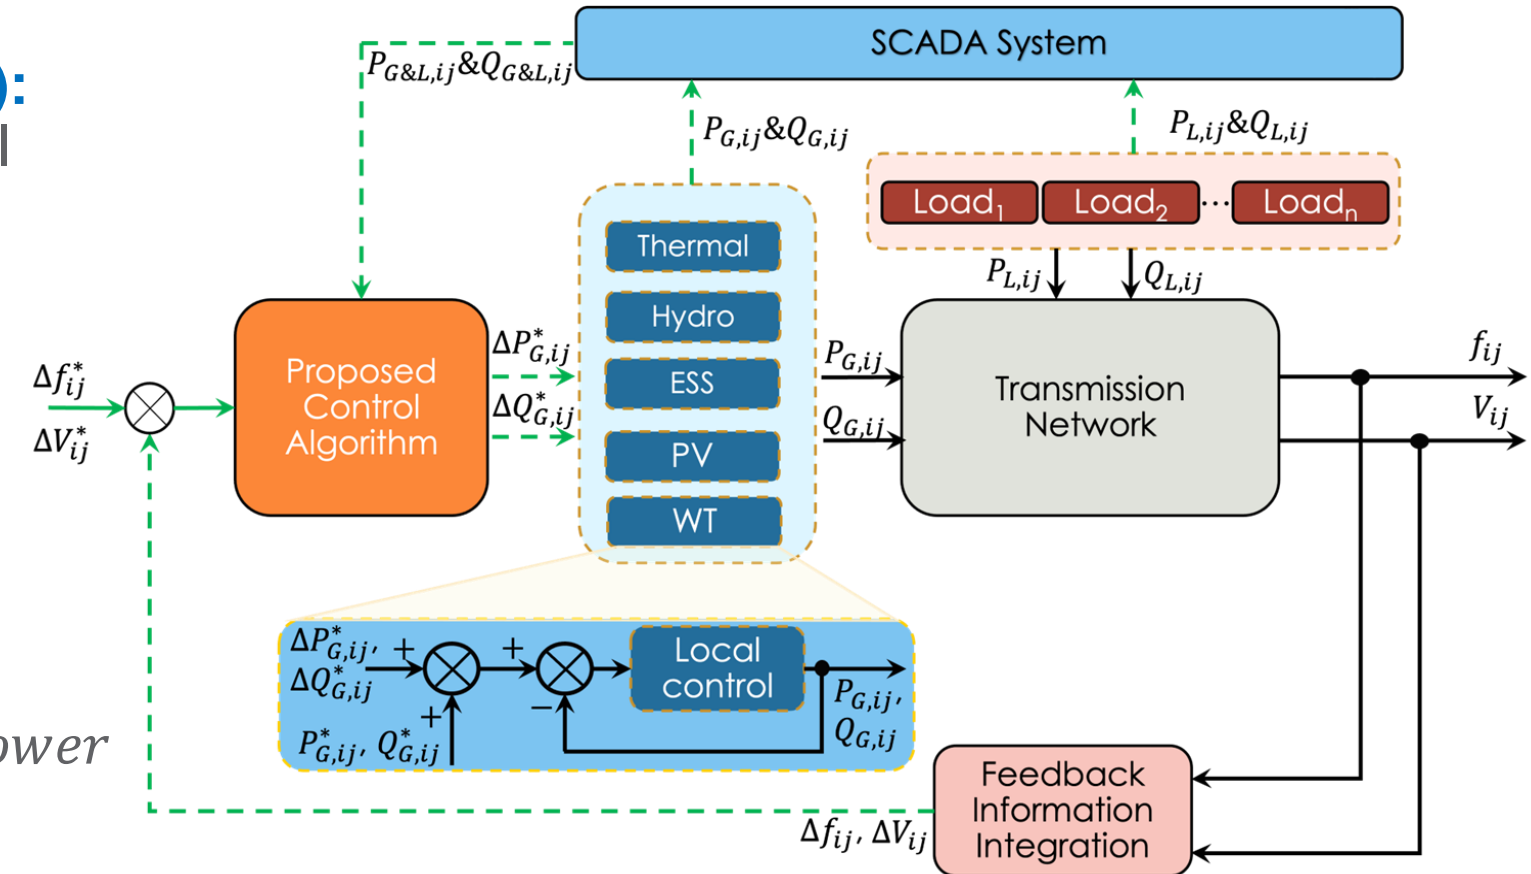 SCADA System
):
P_{G&L,ij}&Q_{G&L,ij}
P_{G,ij}&Q_{G,ij}
P_{L,ij}&Q_{L,ij}
l
Load_1
Load_2
...
Load_n
Thermal
P_{L,ij}
Q_{L,ij}
Hydro
Δf^*_{ij}
ΔV^*_{ij}
Proposed
Control
Algorithm
ΔP^*_{G,ij}
ΔQ^*_{G,ij}
ESS
PV
WT
P_{G,ij}
Q_{G,ij}
Transmission
Network
f_{ij}
V_{ij}
ΔP^*_{G,ij},
ΔQ^*_{G,ij}
+
+
+
−
P^*_{G,ij}, Q^*_{G,ij}
Local
control
P_{G,ij},
Q_{G,ij}
ower
Feedback
Information
Integration
Δf_{ij}, ΔV_{ij}